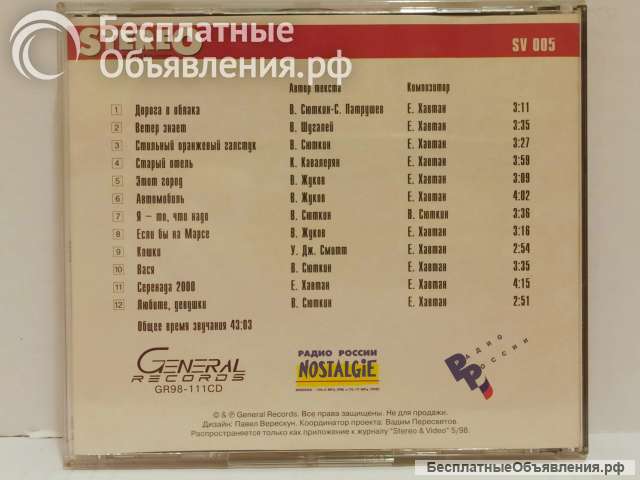 Бесплатные
Объявления.рф
STEREO
SV 005
Автор текста Композитор
1 Дорога в облака В. Сюткин-С. Патрушев Е. Хавтан 3:11
2 Ветер знает В. Шугалей Е. Хавтан 3:35
3 Стильный оранжевый галстук В. Сюткин Е. Хавтан 3:27
4 Старый отель К. Кавалерян Е. Хавтан 3:59
5 Этот город В. Жуков Е. Хавтан 3:09
6 Автомобиль В. Жуков Е. Хавтан 4:02
7 Я – то, что надо В. Сюткин В. Сюткин 3:36
8 Если бы на Марсе В. Жуков Е. Хавтан 3:16
9 Кошки У. Дж. Смитт Е. Хавтан 2:54
10 Вася В. Сюткин Е. Хавтан 3:35
11 Серенада 2000 Е. Хавтан Е. Хавтан 4:15
12 Любите, девушки В. Сюткин Е. Хавтан 2:51
Общее время звучания 43:03
GENERAL
RECORDS
GR98-111CD
РАДИО РОССИИ
NOSTALGIE
РАДИО
РОССИИ
© & ℗ General Records. Все права защищены. Не для продажи.
Дизайн: Павел Верескун. Координатор проекта: Вадим Пересветов.
Распространяется только как приложение к журналу "Stereo & Video" 5/98.
БесплатныеОбъявления.рф